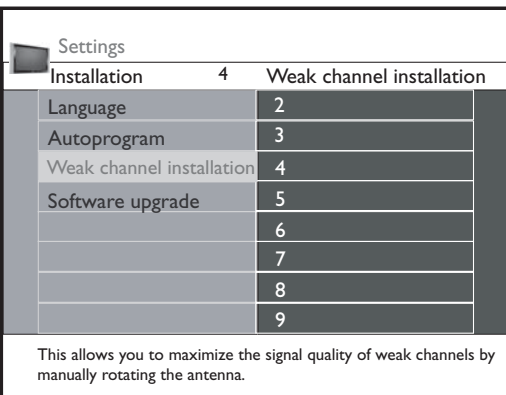 Settings
Installation 4 Weak channel installation
Language 2
Autoprogram 3
Weak channel installation 4
Software upgrade 5
6
7
8
9
This allows you to maximize the signal quality of weak channels by
manually rotating the antenna.